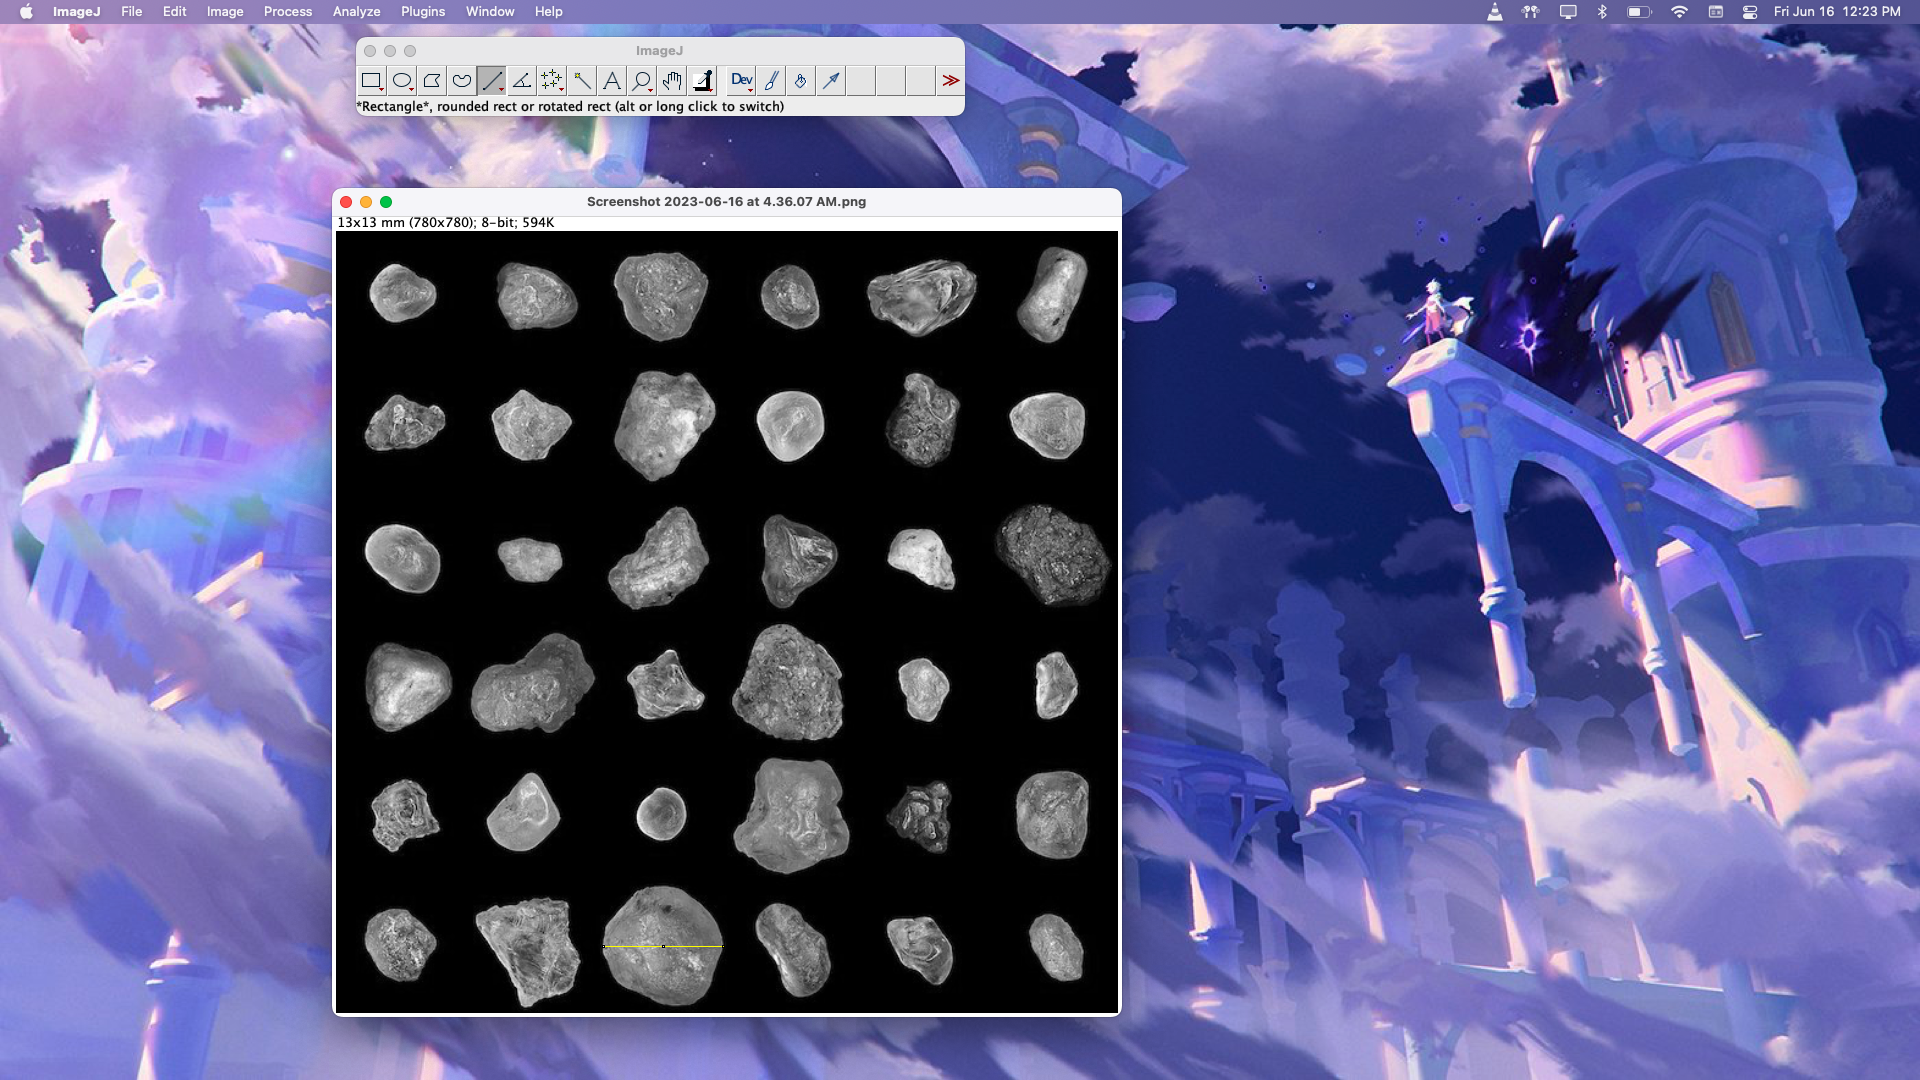 ImageJ File Edit Image Process Analyze Plugins Window Help Fri Jun 16 12:23 PM
ImageJ
Dev
*Rectangle*, rounded rect or rotated rect (alt or long click to switch)
Screenshot 2023-06-16 at 4.36.07 AM.png
13x13 mm (780x780); 8-bit; 594K